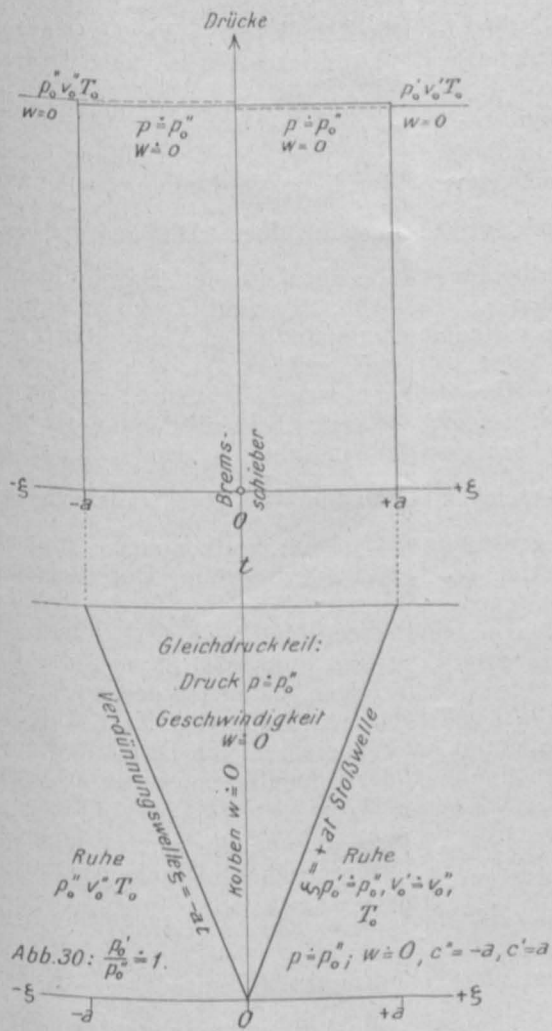 Drücke
p₀″ v₀″ T₀
w=0
p≐p₀″
w≐0
p≐p₀″
w≐0
p₀′ v₀′ T₀
w=0
Brems-
schieber
-ξ
-a
0
+a
+ξ
t
Gleichdruckteil:
Druck p≐p₀″
Geschwindigkeit
w≐0
Verdünnungswelle ξ=-at
Kolben w≐0
ξ=+at Stoßwelle
Ruhe
p₀″ v₀″ T₀
Ruhe
p₀′≐p₀″, v₀′≐v₀″,
T₀
Abb.30: p₀′/p₀″≐1.
p≐p₀″; w≐0, c″=-a, c′=a
-ξ
-a
0
+a
+ξ